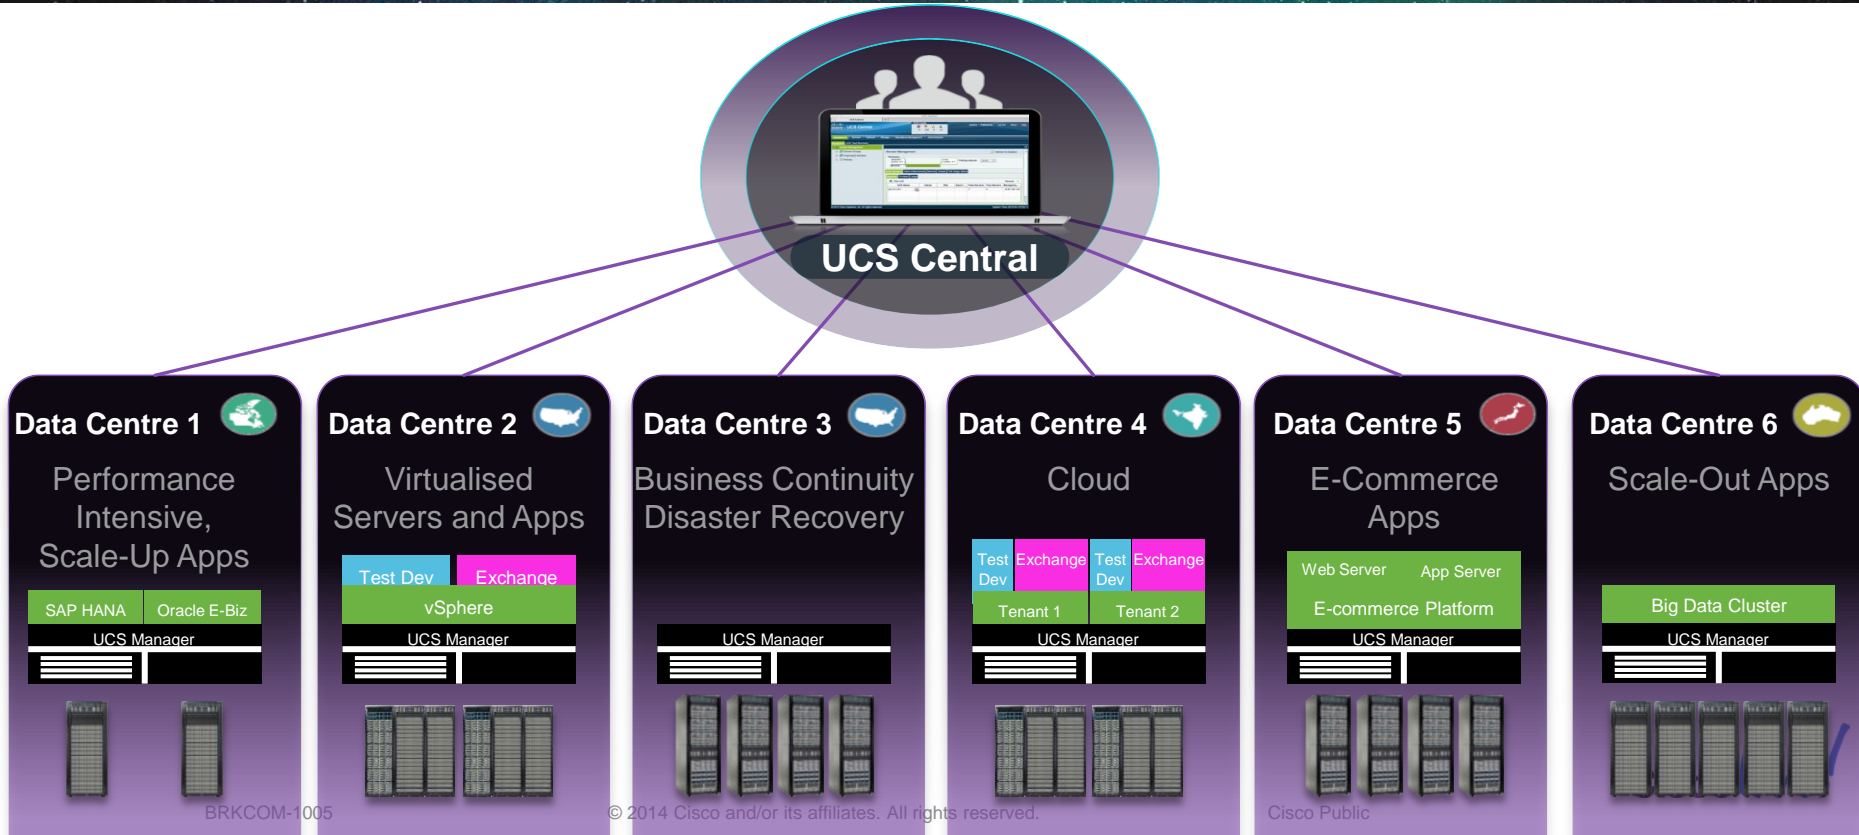 UCS Central
Data Centre 1
Performance
Intensive,
Scale-Up Apps
SAP HANA
Oracle E-Biz
UCS Manager
Data Centre 2
Virtualised
Servers and Apps
Test Dev
Exchange
vSphere
UCS Manager
Data Centre 3
Business Continuity
Disaster Recovery
UCS Manager
Data Centre 4
Cloud
Test
Dev
Exchange
Test
Dev
Exchange
Tenant 1
Tenant 2
UCS Manager
Data Centre 5
E-Commerce
Apps
Web Server
App Server
E-commerce Platform
UCS Manager
Data Centre 6
Scale-Out Apps
Big Data Cluster
UCS Manager
BRKCOM-1005
© 2014 Cisco and/or its affiliates. All rights reserved.
Cisco Public